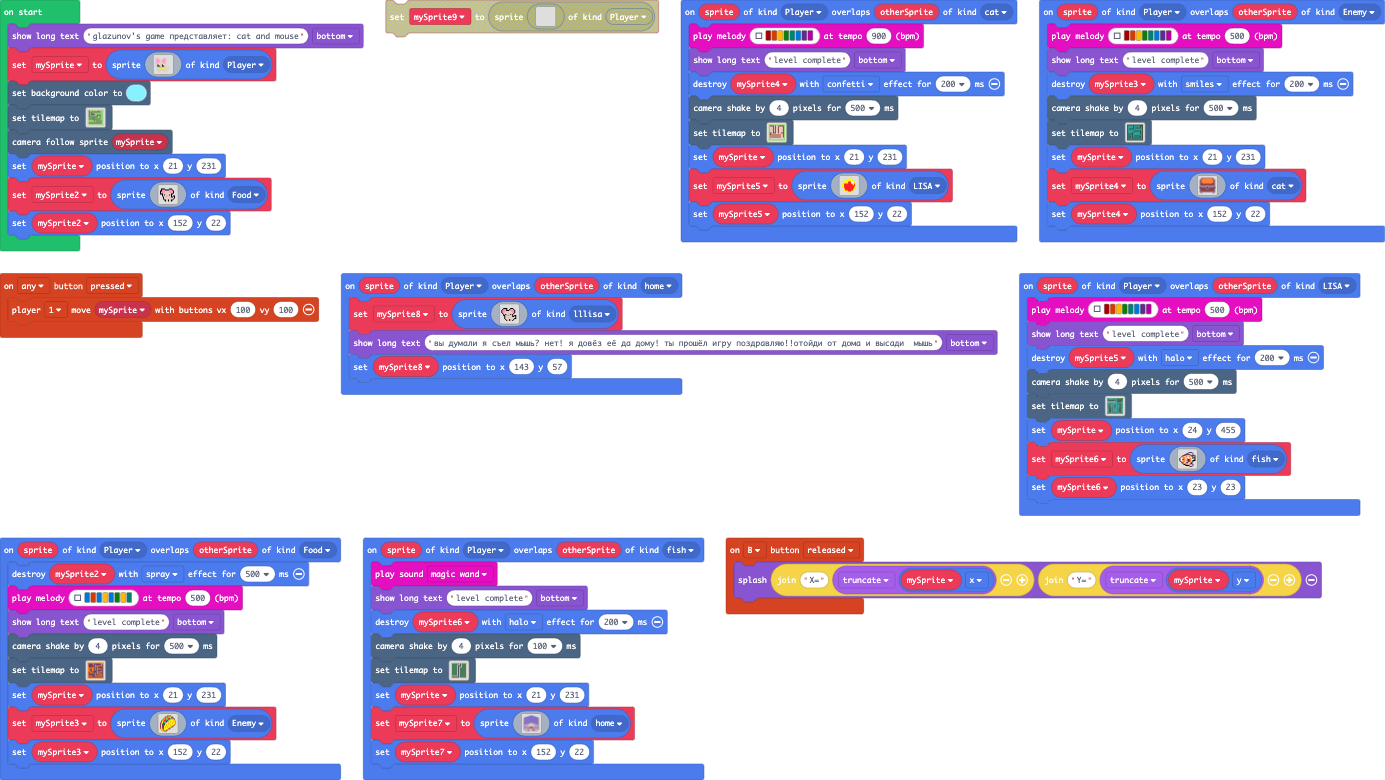 on start
show long text "glazunov's game представляет: cat and mouse" bottom
set mySprite to sprite of kind Player
set background color to
set tilemap to
camera follow sprite mySprite
set mySprite position to x 21 y 231
set mySprite2 to sprite of kind Food
set mySprite2 position to x 152 y 22
set mySprite9 to sprite of kind Player
on sprite of kind Player overlaps otherSprite of kind cat
play melody at tempo 900 (bpm)
show long text "level complete" bottom
destroy mySprite4 with confetti effect for 200 ms
camera shake by 4 pixels for 500 ms
set tilemap to
set mySprite position to x 21 y 231
set mySprite5 to sprite of kind LISA
set mySprite5 position to x 152 y 22
on sprite of kind Player overlaps otherSprite of kind Enemy
play melody at tempo 500 (bpm)
show long text "level complete" bottom
destroy mySprite3 with smiles effect for 200 ms
camera shake by 4 pixels for 500 ms
set tilemap to
set mySprite position to x 21 y 231
set mySprite4 to sprite of kind cat
set mySprite4 position to x 152 y 22
on any button pressed
player 1 move mySprite with buttons vx 100 vy 100
on sprite of kind Player overlaps otherSprite of kind home
set mySprite8 to sprite of kind lllisa
show long text "вы думали я съел мышь? нет! я довёз её да дому! ты прошёл игру поздравляю!!отойди от дома и высади мышь" bottom
set mySprite8 position to x 143 y 57
on sprite of kind Player overlaps otherSprite of kind LISA
play melody at tempo 500 (bpm)
show long text "level complete" bottom
destroy mySprite5 with halo effect for 200 ms
camera shake by 4 pixels for 500 ms
set tilemap to
set mySprite position to x 24 y 455
set mySprite6 to sprite of kind fish
set mySprite6 position to x 23 y 23
on sprite of kind Player overlaps otherSprite of kind Food
destroy mySprite2 with spray effect for 500 ms
play melody at tempo 500 (bpm)
show long text "level complete" bottom
camera shake by 4 pixels for 500 ms
set tilemap to
set mySprite position to x 21 y 231
set mySprite3 to sprite of kind Enemy
set mySprite3 position to x 152 y 22
on sprite of kind Player overlaps otherSprite of kind fish
play sound magic wand
show long text "level complete" bottom
destroy mySprite6 with halo effect for 200 ms
camera shake by 4 pixels for 100 ms
set tilemap to
set mySprite position to x 21 y 231
set mySprite7 to sprite of kind home
set mySprite7 position to x 152 y 22
on B button released
splash join "X=" truncate mySprite x join "Y=" truncate mySprite y